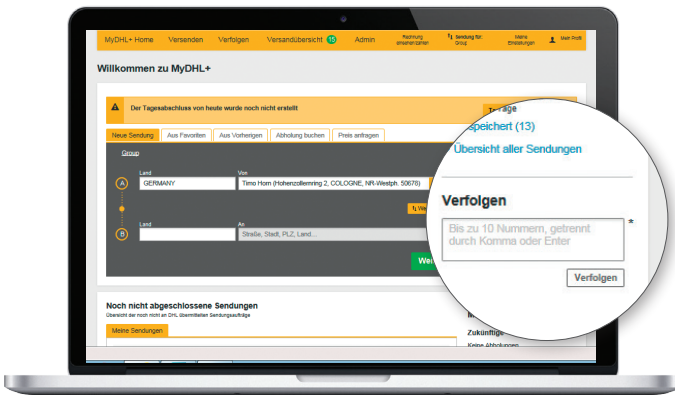 MyDHL+ Home Versenden Verfolgen Versandübersicht 15 Admin Rechnung Sendung für: Meine Mein Profil
einsehen/zahlen Group Einstellungen
Willkommen zu MyDHL+
Der Tagesabschluss von heute wurde noch nicht erstellt
Neue Sendung Aus Favoriten Aus Vorherigen Abholung buchen Preis anfragen
Group
Land Von
A GERMANY Timo Horn (Hohenzollernring 2, COLOGNE, NR-Westph. 50678)
Land An
B Straße, Stadt, PLZ, Land...
gespeichert (13)
Übersicht aller Sendungen
Verfolgen
Bis zu 10 Nummern, getrennt *
durch Komma oder Enter
Verfolgen
Noch nicht abgeschlossene Sendungen
Übersicht der noch nicht an DHL übermittelten Sendungsaufträge
Meine Sendungen
Zukünftige
Keine Abholungen